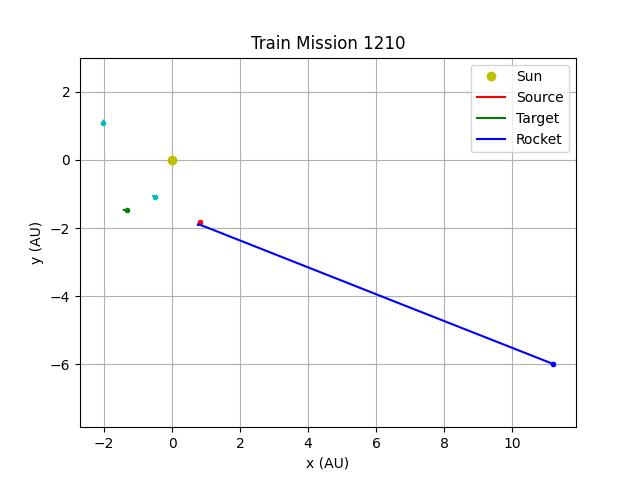 Train Mission 1210
Sun
Source
Target
Rocket
2
0
−2
−4
−6
y (AU)
−2
0
2
4
6
8
10
x (AU)